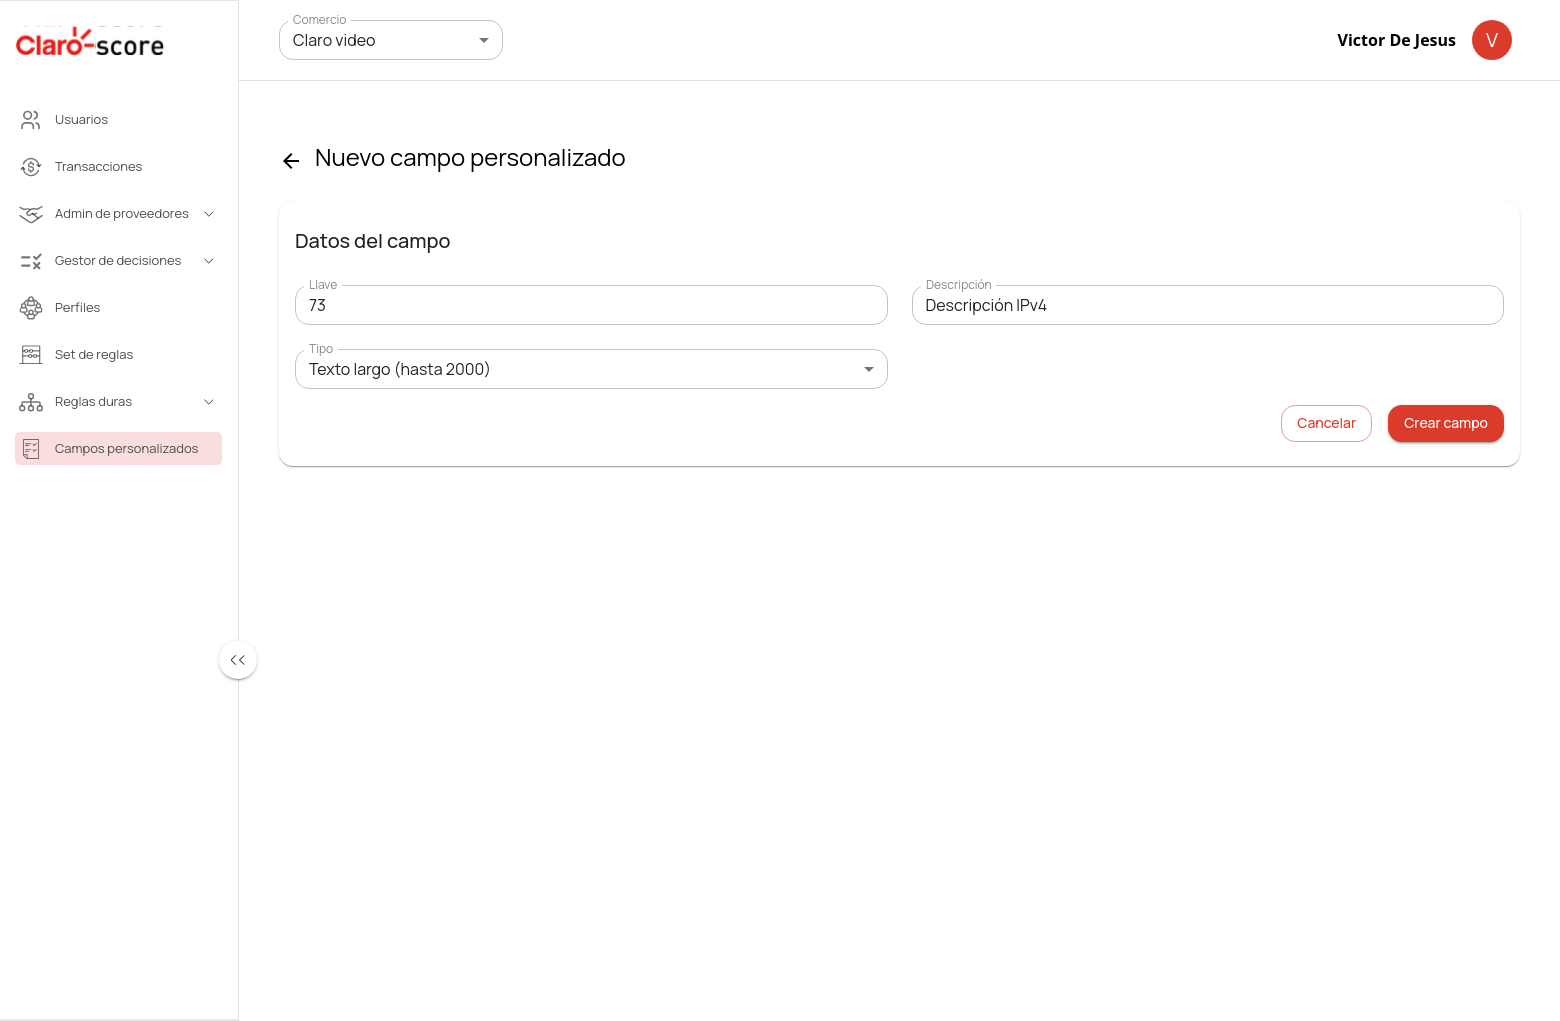 Claro-score
Comercio
Claro video
Victor De Jesus
V
Usuarios
Transacciones
Admin de proveedores
Gestor de decisiones
Perfiles
Set de reglas
Reglas duras
Campos personalizados
Nuevo campo personalizado
Datos del campo
Llave
73
Descripción
Descripción IPv4
Tipo
Texto largo (hasta 2000)
Cancelar
Crear campo